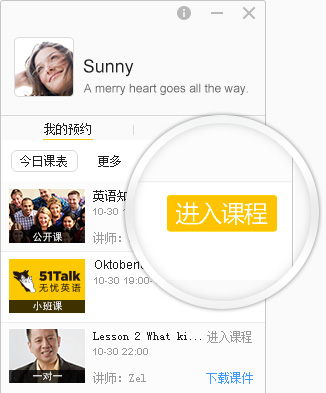 Sunny
A merry heart goes all the way.
我的预约
今日课表 更多
英语知
10-30 1
公开课
讲师:
进入课程
51Talk
无忧英语
小班课
Oktoberf
10-30 19:00-
Lesson 2 What ki... 进入课程
10-30 22:00
一对一
讲师: Zel 下载课件